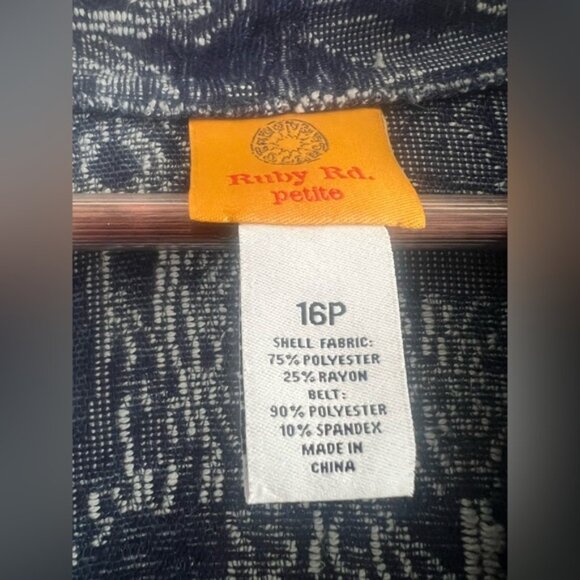 Ruby Rd.
petite
16P
SHELL FABRIC:
75% POLYESTER
25% RAYON
BELT:
90% POLYESTER
10% SPANDEX
MADE IN
CHINA